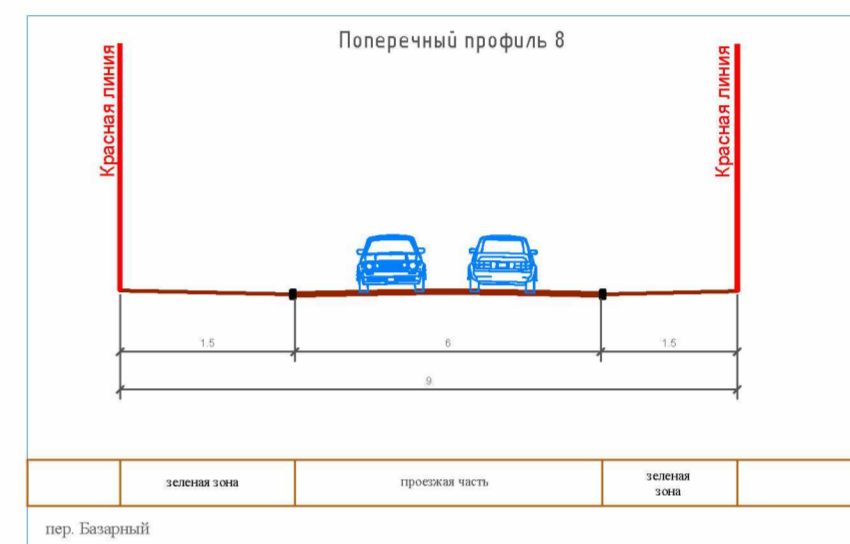 Поперечный профиль 8
Красная линия
Красная линия
1.5
6
1.5
9
зеленая зона
проезжая часть
зеленая
зона
пер. Базарный